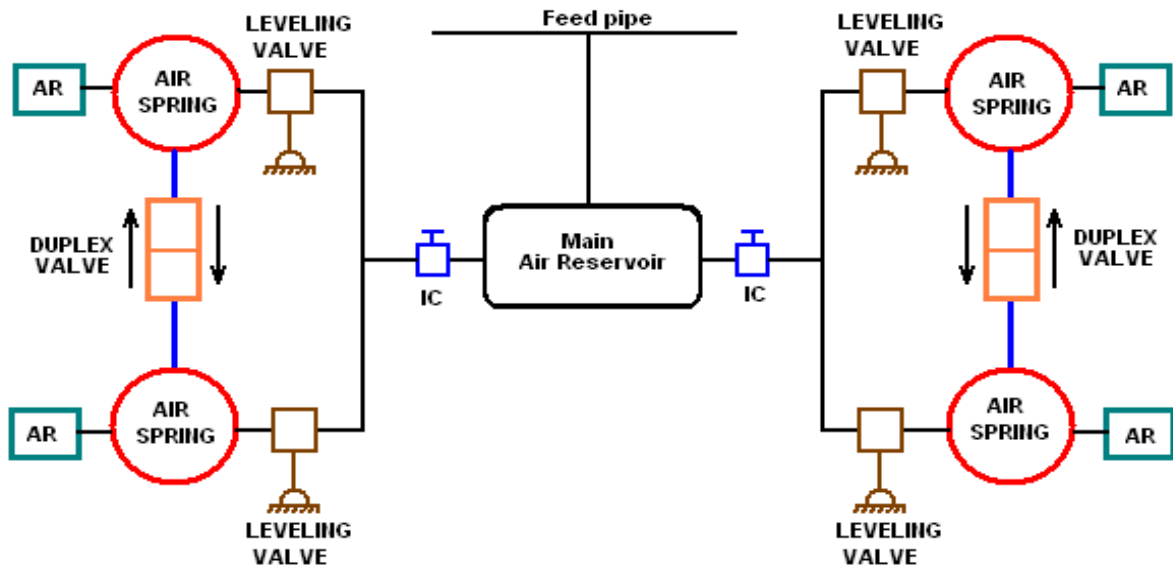 Feed pipe
LEVELING
VALVE
LEVELING
VALVE
AR
AIR
SPRING
AIR
SPRING
AR
DUPLEX
VALVE
Main
Air Reservoir
DUPLEX
VALVE
IC
IC
AR
AIR
SPRING
AIR
SPRING
AR
LEVELING
VALVE
LEVELING
VALVE